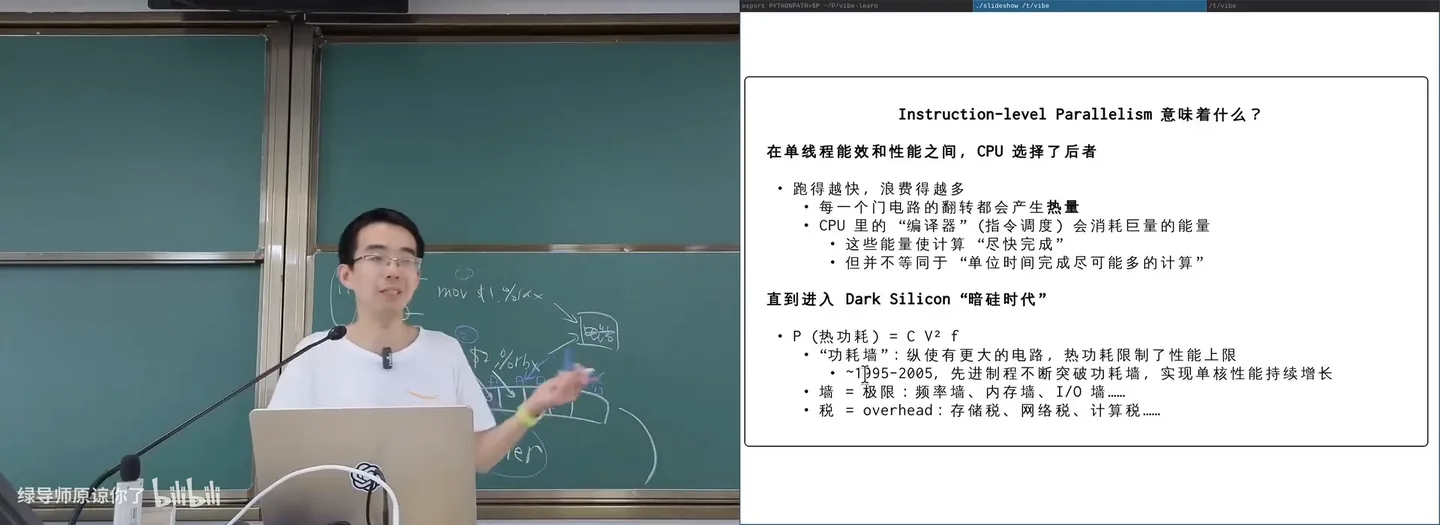 export PYTHONPATH=$P ~/P/vibe-learn
./slideshow /t/vibe
/t/vibe
Instruction-level Parallelism 意味着什么？
在单线程能效和性能之间，CPU 选择了后者
• 跑得越快，浪费得越多
• 每一个门电路的翻转都会产生热量
• CPU 里的 “编译器” (指令调度) 会消耗巨量的能量
• 这些能量使计算 “尽快完成”
• 但并不等同于 “单位时间完成尽可能多的计算”
直到进入 Dark Silicon “暗硅时代”
• P (热功耗) = C V² f
• “功耗墙”：纵使有更大的电路，热功耗限制了性能上限
• ~1995-2005，先进制程不断突破功耗墙，实现单核性能持续增长
• 墙 = 极限：频率墙、内存墙、I/O 墙……
• 税 = overhead：存储税、网络税、计算税……
mov $1, %rax
$2, %rbx
绿导师原谅你了 bilibili